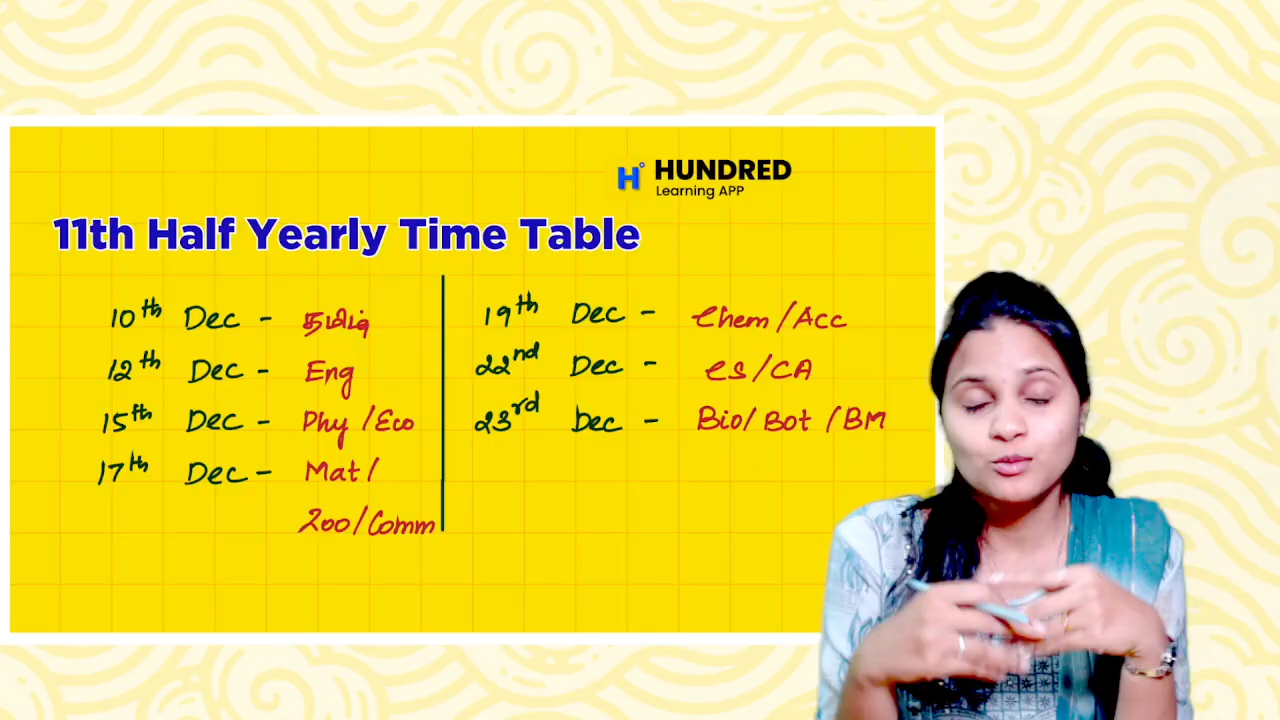 H° HUNDRED
Learning APP
11th Half Yearly Time Table
10th Dec - தமிழ்
12th Dec - Eng
15th Dec - Phy / Eco
17th Dec - Mat /
Zoo / Comm
19th Dec - Chem / Acc
22nd Dec - CS / CA
23rd Dec - Bio / Bot / BM